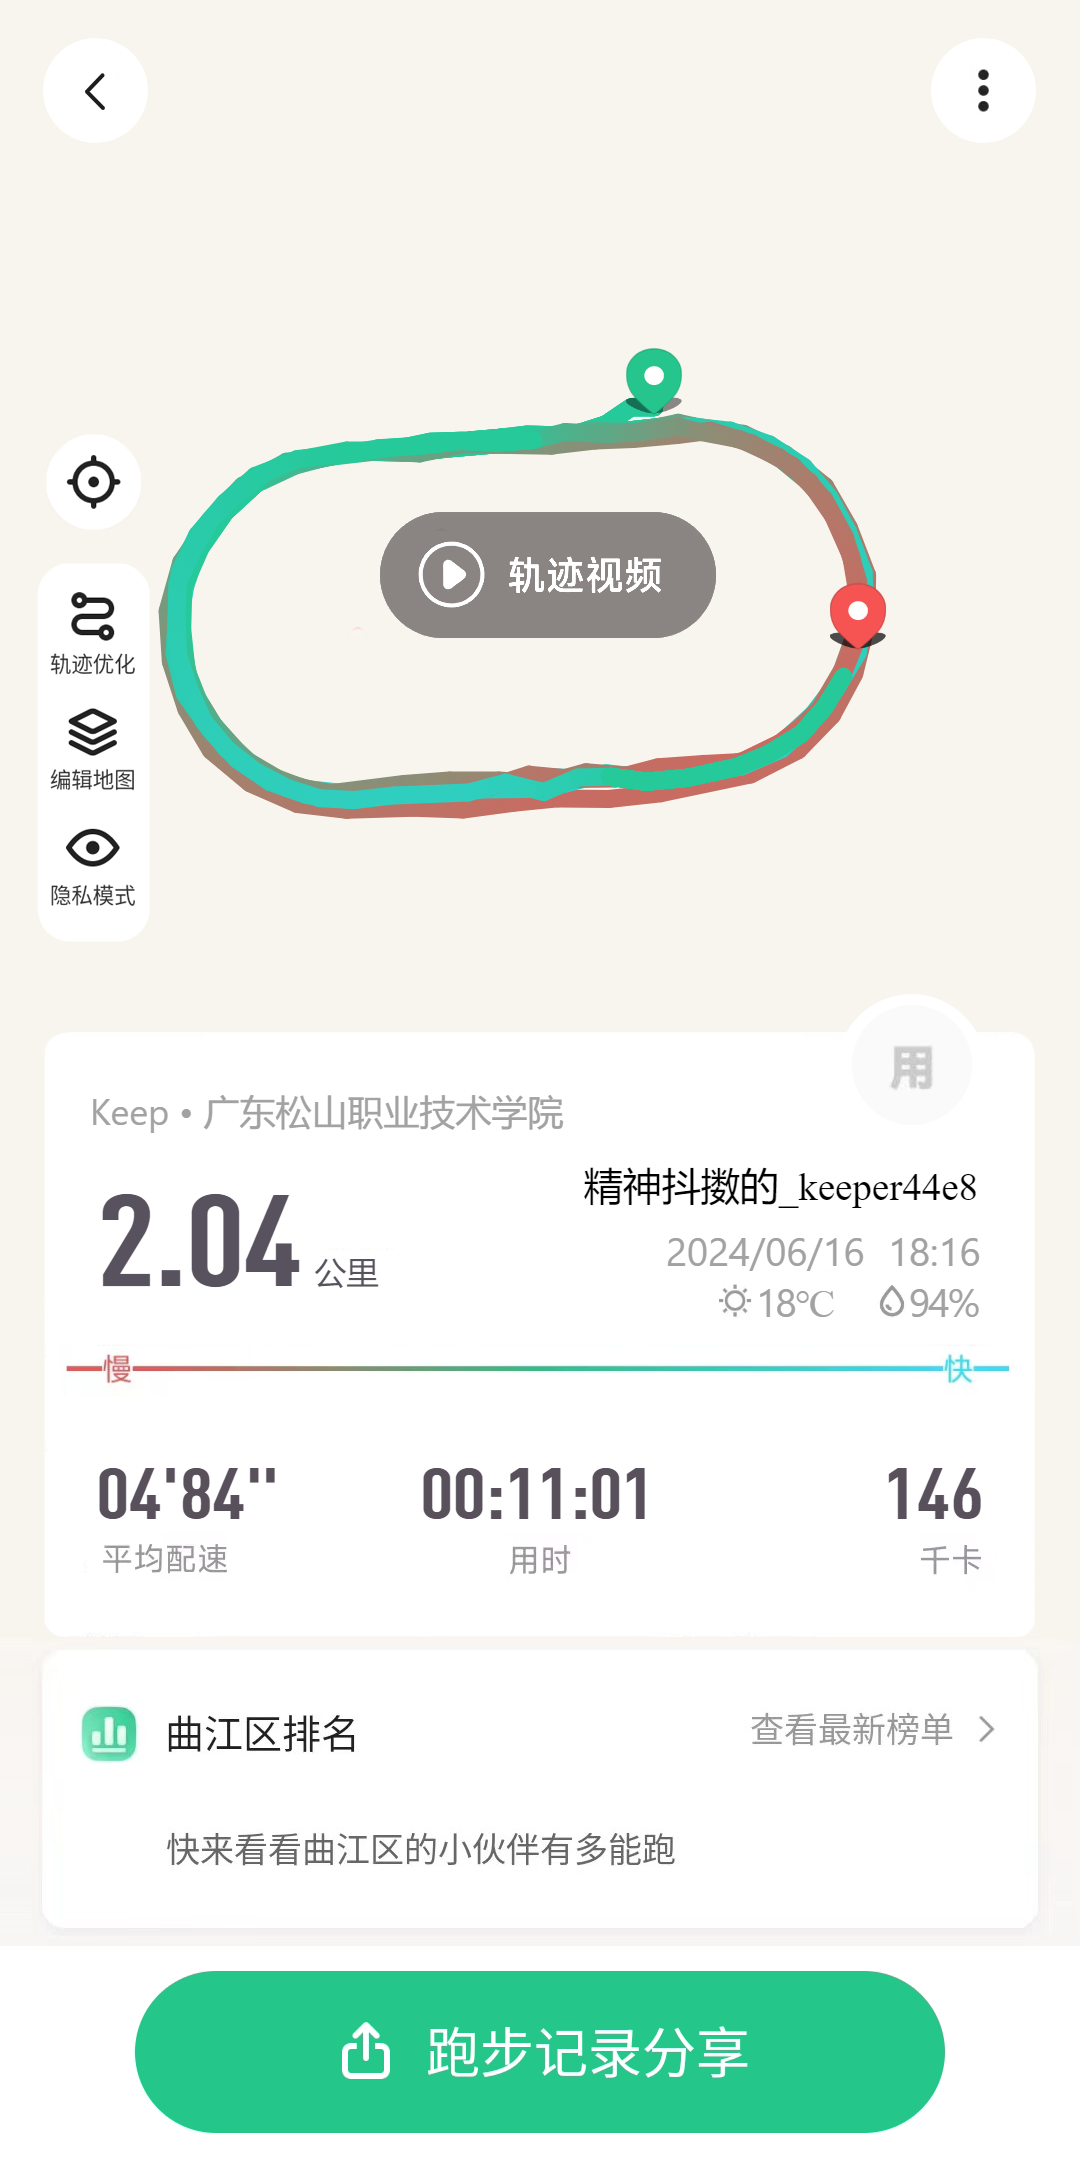 轨迹视频
轨迹优化
编辑地图
隐私模式
用
Keep • 广东松山职业技术学院
精神抖擞的_keeper44e8
2.04 公里
2024/06/16 18:16
18℃ 94%
慢 快
04'84'' 00:11:01 146
平均配速 用时 千卡
曲江区排名 查看最新榜单
快来看看曲江区的小伙伴有多能跑
跑步记录分享